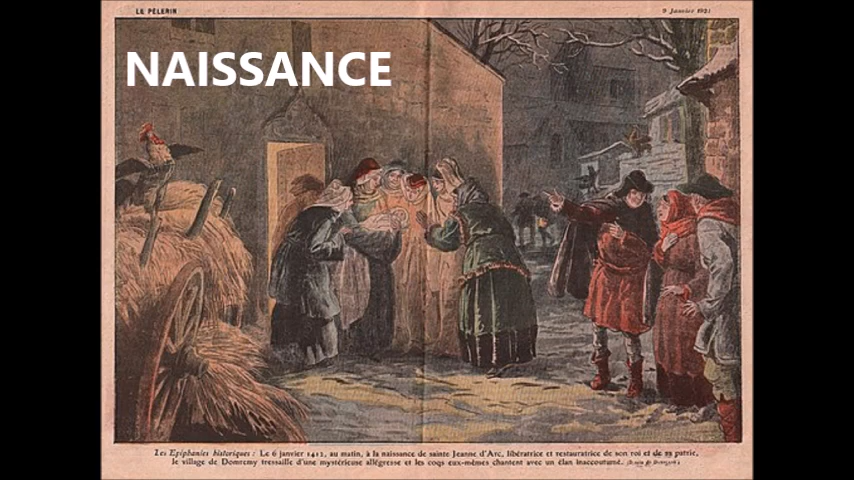 LE PÈLERIN
9 Janvier 1921
NAISSANCE
Les Epiphanies historiques : Le 6 janvier 1412, au matin, à la naissance de sainte Jeanne d'Arc, libératrice et restauratrice de son roi et de sa patrie,
le village de Domremy tressaille d'une mystérieuse allégresse et les coqs eux-mêmes chantent avec un élan inaccoutumé.